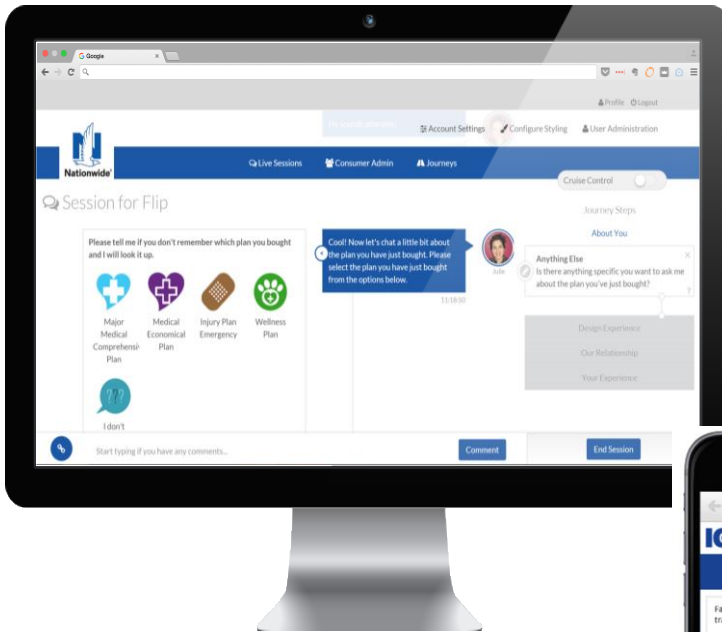 Google
Profile Logout
Account Settings Configure Styling User Administration
Nationwide
Live Sessions Consumer Admin Journeys
Cruise Control
Session for Flip
Journey Steps
About You
Please tell me if you don't remember which plan you bought
and I will look it up.
Major
Medical
Comprehensi
Plan
Medical
Economical
Plan
Injury Plan
Emergency
Wellness
Plan
???
I don't
Cool! Now let's chat a
little bit about
the plan you have just bought. Please
select the plan you have just bought
from the options below.
11:18:50
Julie
Anything Else
Is there anything specific you want to ask me
about the plan you've just bought?
?
Design Experience
Our Relationship
Your Experience
Start typing if you have any comments...
Comment
End Session